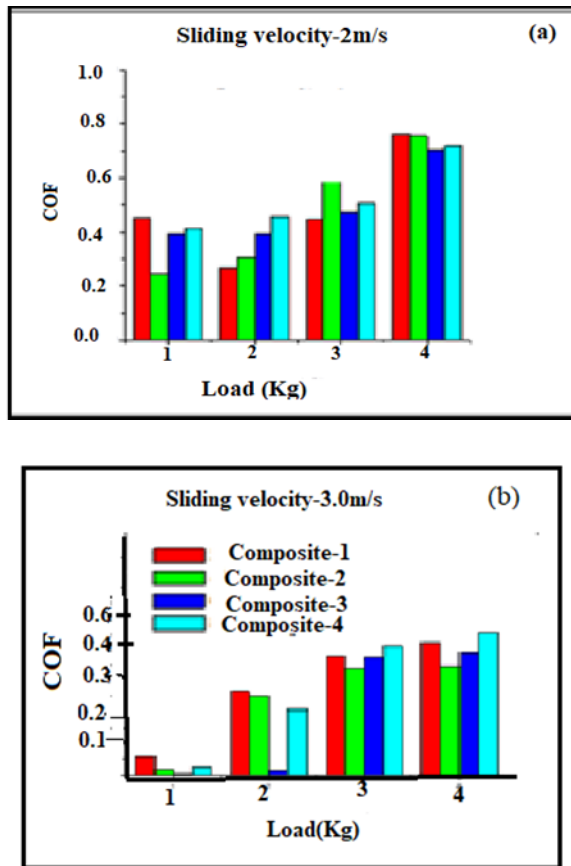 Sliding velocity-2m/s
(a)
1.0
0.8
0.6
0.4
0.2
0.0
COF
1 2 3 4
Load (Kg)
Sliding velocity-3.0m/s
(b)
Composite-1
Composite-2
Composite-3
Composite-4
0.6
0.4
0.3
0.2
0.1
COF
1 2 3 4
Load(Kg)